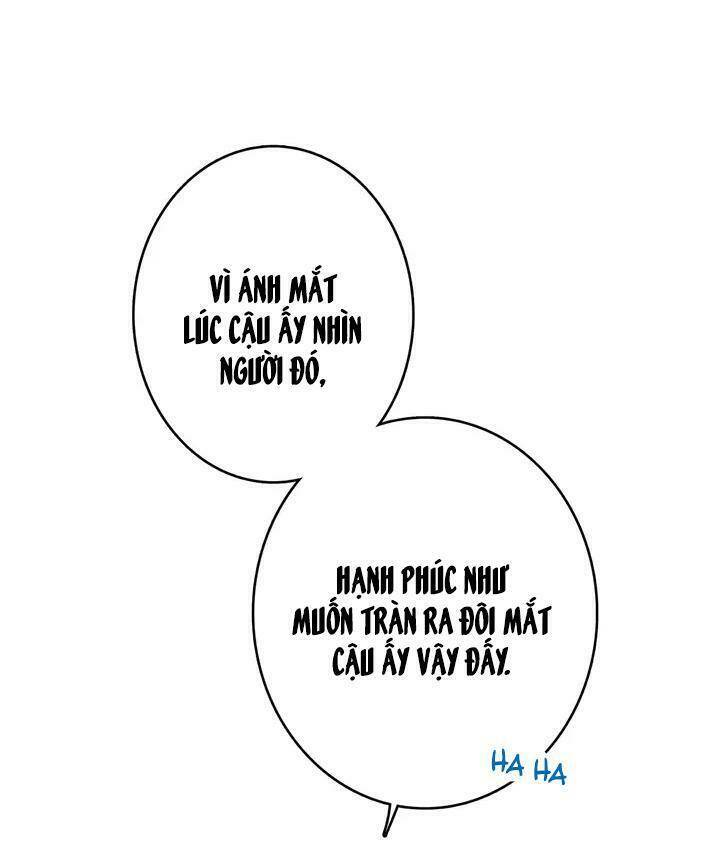 VÌ ÁNH MẮT
LÚC CẬU ẤY NHÌN
NGƯỜI ĐÓ,
HẠNH PHÚC NHƯ
MUỐN TRÀN RA ĐÔI MẮT
CẬU ẤY VẬY ĐẤY.
HA HA